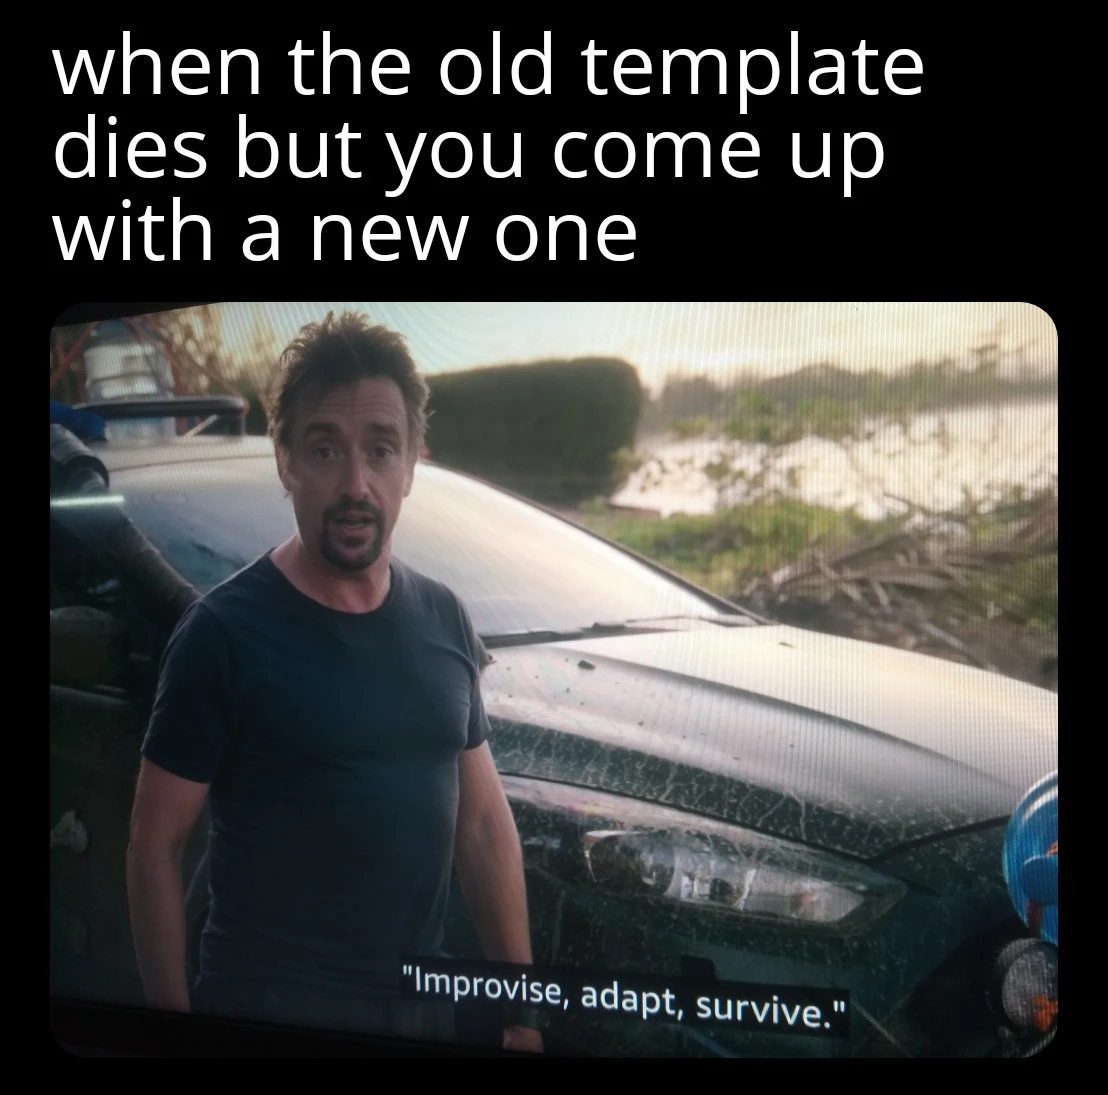 when the old template
dies but you come up
with a new one
"Improvise, adapt, survive."